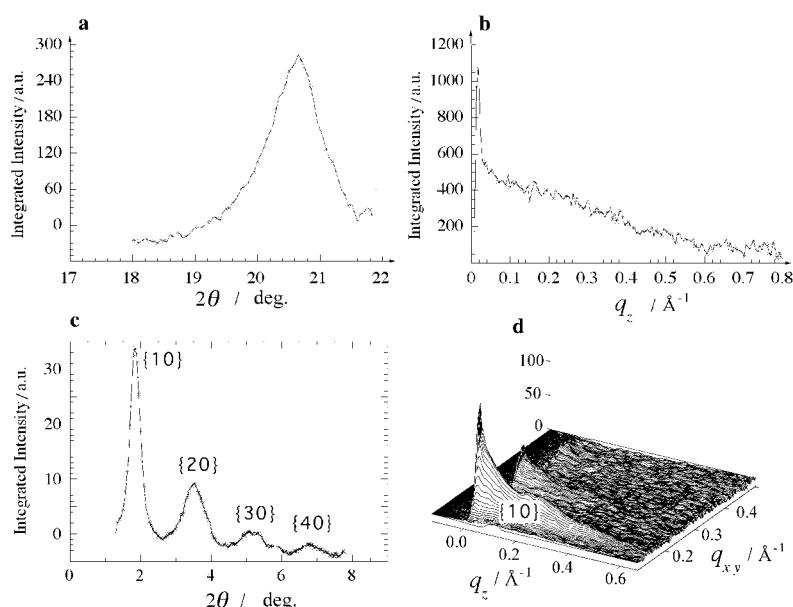 a
Integrated Intensity / a.u.
300
240
180
120
60
0
17 18 19 20 21 22
2θ / deg.
b
Integrated Intensity / a.u.
1200
1000
800
600
400
200
0 0.1 0.2 0.3 0.4 0.5 0.6 0.7 0.8
q_z / Å⁻¹
c
Integrated Intensity / a.u.
30
20
10
0
{10}
{20}
{30}
{40}
0 2 4 6 8
2θ / deg.
d
100
50
0
{10}
0.0 0.2 0.4 0.6
q_z / Å⁻¹
0.2 0.3 0.4
q_xy / Å⁻¹